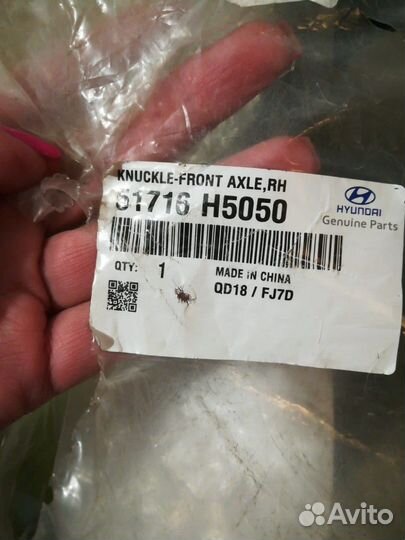 KNUCKLE-FRONT AXLE,RH
51716 H5050
HYUNDAI
Genuine Parts
QTY: 1
MADE IN CHINA
QD18 / FJ7D
Avito